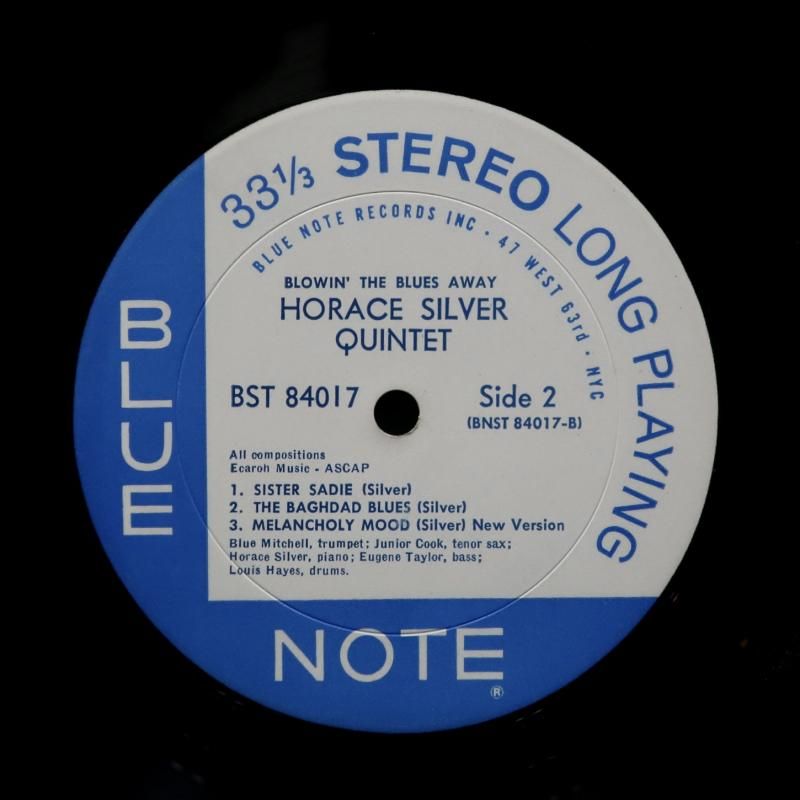 33⅓ STEREO LONG PLAYING
BLUE NOTE RECORDS INC · 47 WEST 63rd · NYC
BLOWIN' THE BLUES AWAY
HORACE SILVER
QUINTET
BST 84017
Side 2
(BNST 84017-B)
All compositions
Ecaroh Music - ASCAP
1. SISTER SADIE (Silver)
2. THE BAGHDAD BLUES (Silver)
3. MELANCHOLY MOOD (Silver) New Version
Blue Mitchell, trumpet; Junior Cook, tenor sax;
Horace Silver, piano; Eugene Taylor, bass;
Louis Hayes, drums.
BLUE
NOTE
®